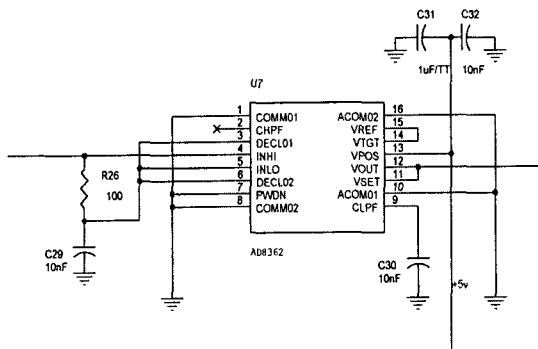 C31
C32
1uF/TT
10nF
U7
1
COMM01
ACOM02
16
2
CHPF
VREF
15
3
DECL01
VTGT
14
4
INHI
VPOS
13
5
INLO
VOUT
12
6
DECL02
VSET
11
7
PWDN
ACOM01
10
8
COMM02
CLPF
9
R26
100
C29
10nF
AD8362
C30
10nF
+5v